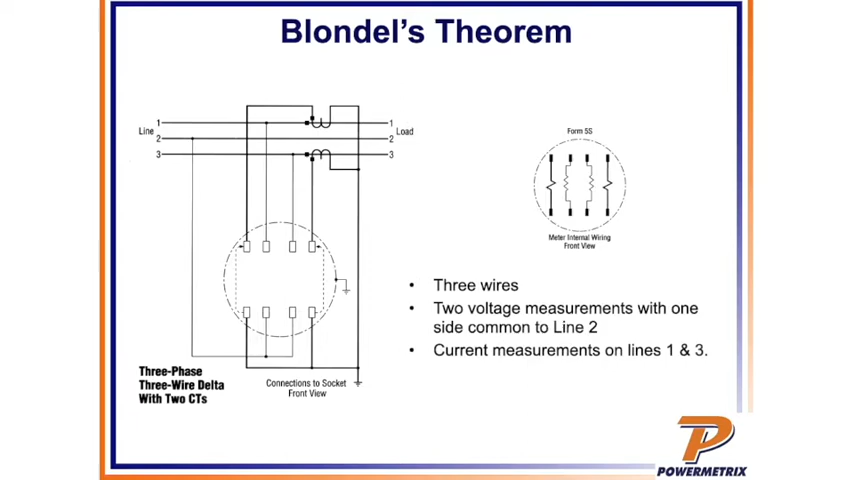 Blondel's Theorem
Line
1
2
3
1
2
3
Load
Form 5S
Meter Internal Wiring
Front View
• Three wires
• Two voltage measurements with one
side common to Line 2
• Current measurements on lines 1 & 3.
Three-Phase
Three-Wire Delta
With Two CTs
Connections to Socket
Front View
POWERMETRIX